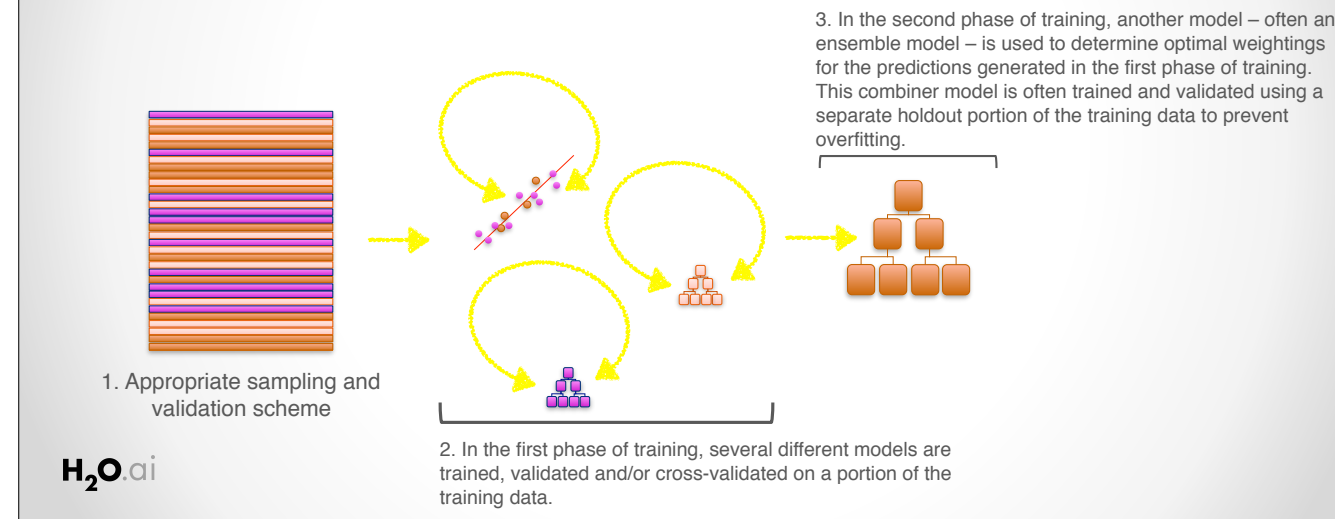 3. In the second phase of training, another model – often an
ensemble model – is used to determine optimal weightings
for the predictions generated in the first phase of training.
This combiner model is often trained and validated using a
separate holdout portion of the training data to prevent
overfitting.
1. Appropriate sampling and
validation scheme
2. In the first phase of training, several different models are
trained, validated and/or cross-validated on a portion of the
training data.
H2O.ai